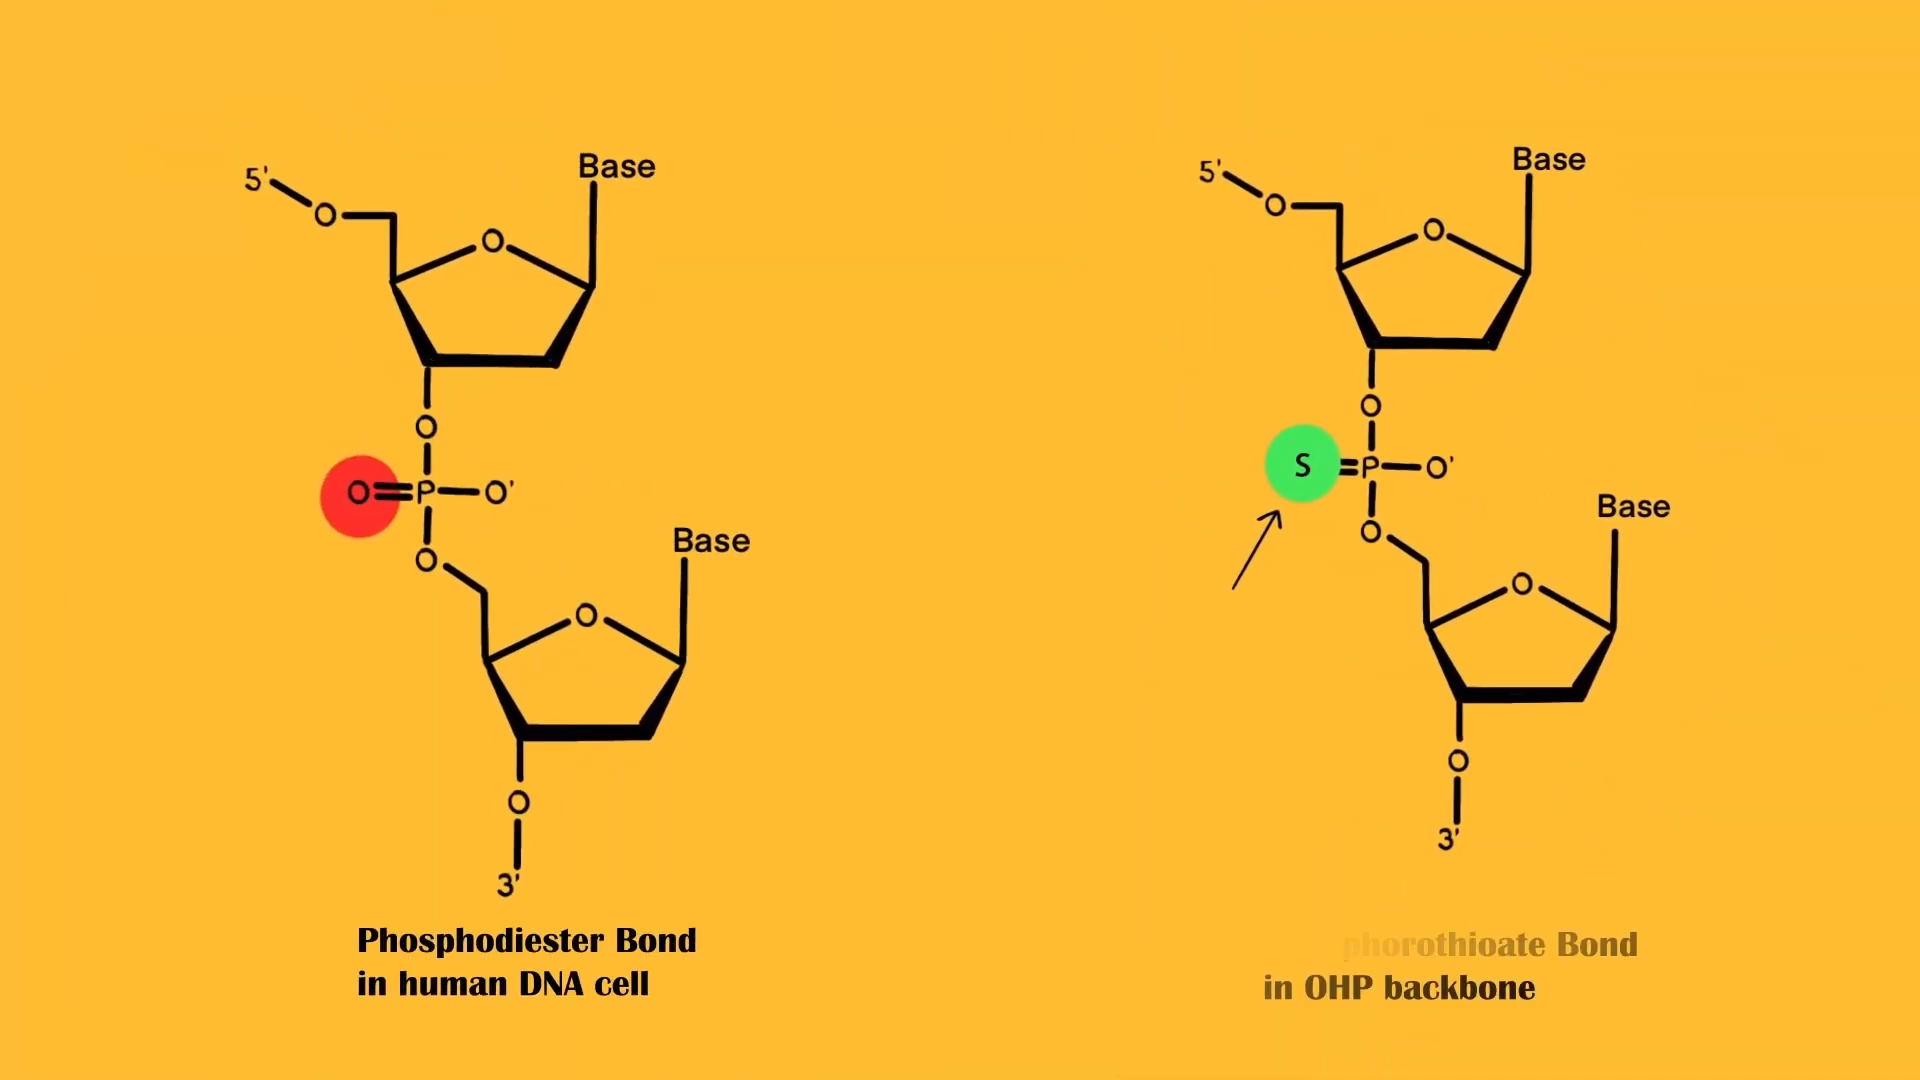 Base
5'
O
O
O
O=P-O'
O
Base
O
O
3'
Phosphodiester Bond
in human DNA cell
Base
5'
O
O
O
S=P-O'
O
Base
O
O
3'
phorothioate Bond
in OHP backbone